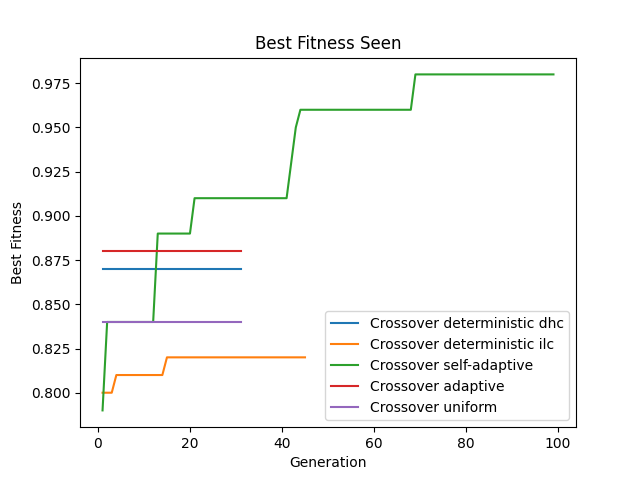 Best Fitness Seen
Best Fitness
0.975
0.950
0.925
0.900
0.875
0.850
0.825
0.800
Crossover deterministic dhc
Crossover deterministic ilc
Crossover self-adaptive
Crossover adaptive
Crossover uniform
0 20 40 60 80 100
Generation